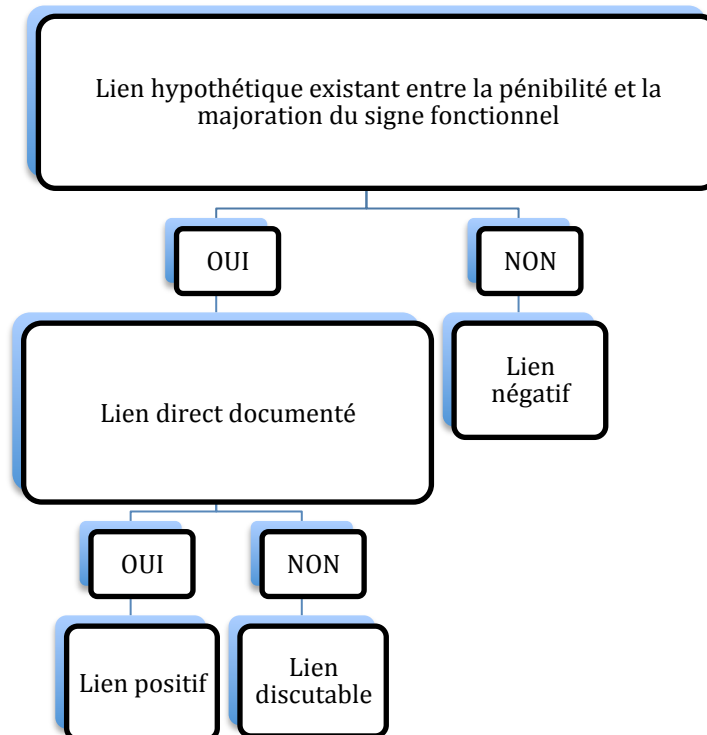 Lien hypothétique existant entre la pénibilité et la
majoration du signe fonctionnel
OUI
NON
Lien direct documenté
Lien
négatif
OUI
NON
Lien positif
Lien
discutable